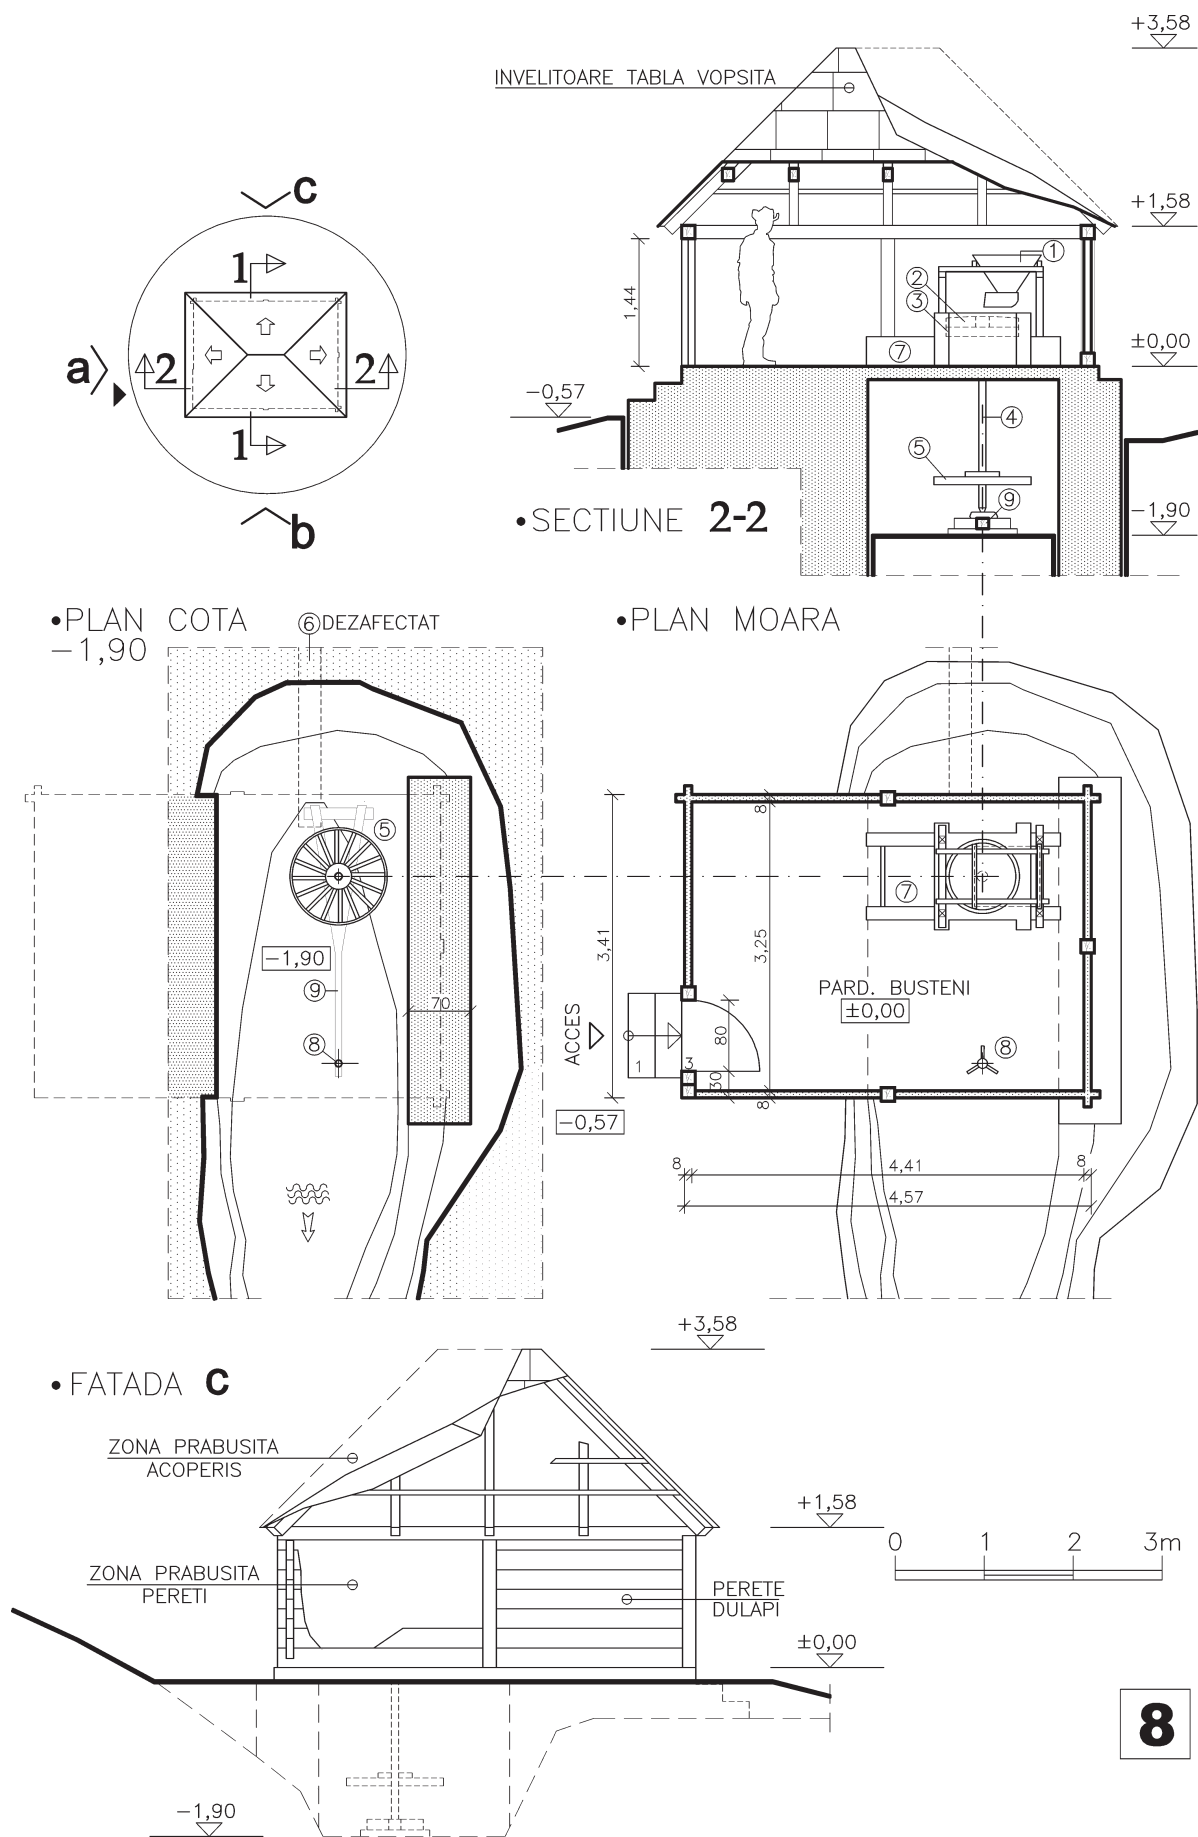 +3,58
INVELITOARE TABLA VOPSITA
c
1
a
2
2
1
b
+1,58
1,44
1
2
3
7
±0,00
-0,57
4
5
9
-1,90
•SECTIUNE 2-2
•PLAN COTA
-1,90
6 DEZAFECTAT
5
-1,90
9
70
8
•PLAN MOARA
8
3,41
3,25
7
PARD. BUSTENI
±0,00
ACCES
80
1
3
30
8
8
-0,57
8
4,41
8
4,57
+3,58
•FATADA C
ZONA PRABUSITA
ACOPERIS
+1,58
0 1 2 3m
ZONA PRABUSITA
PERETI
PERETE
DULAPI
±0,00
8
-1,90